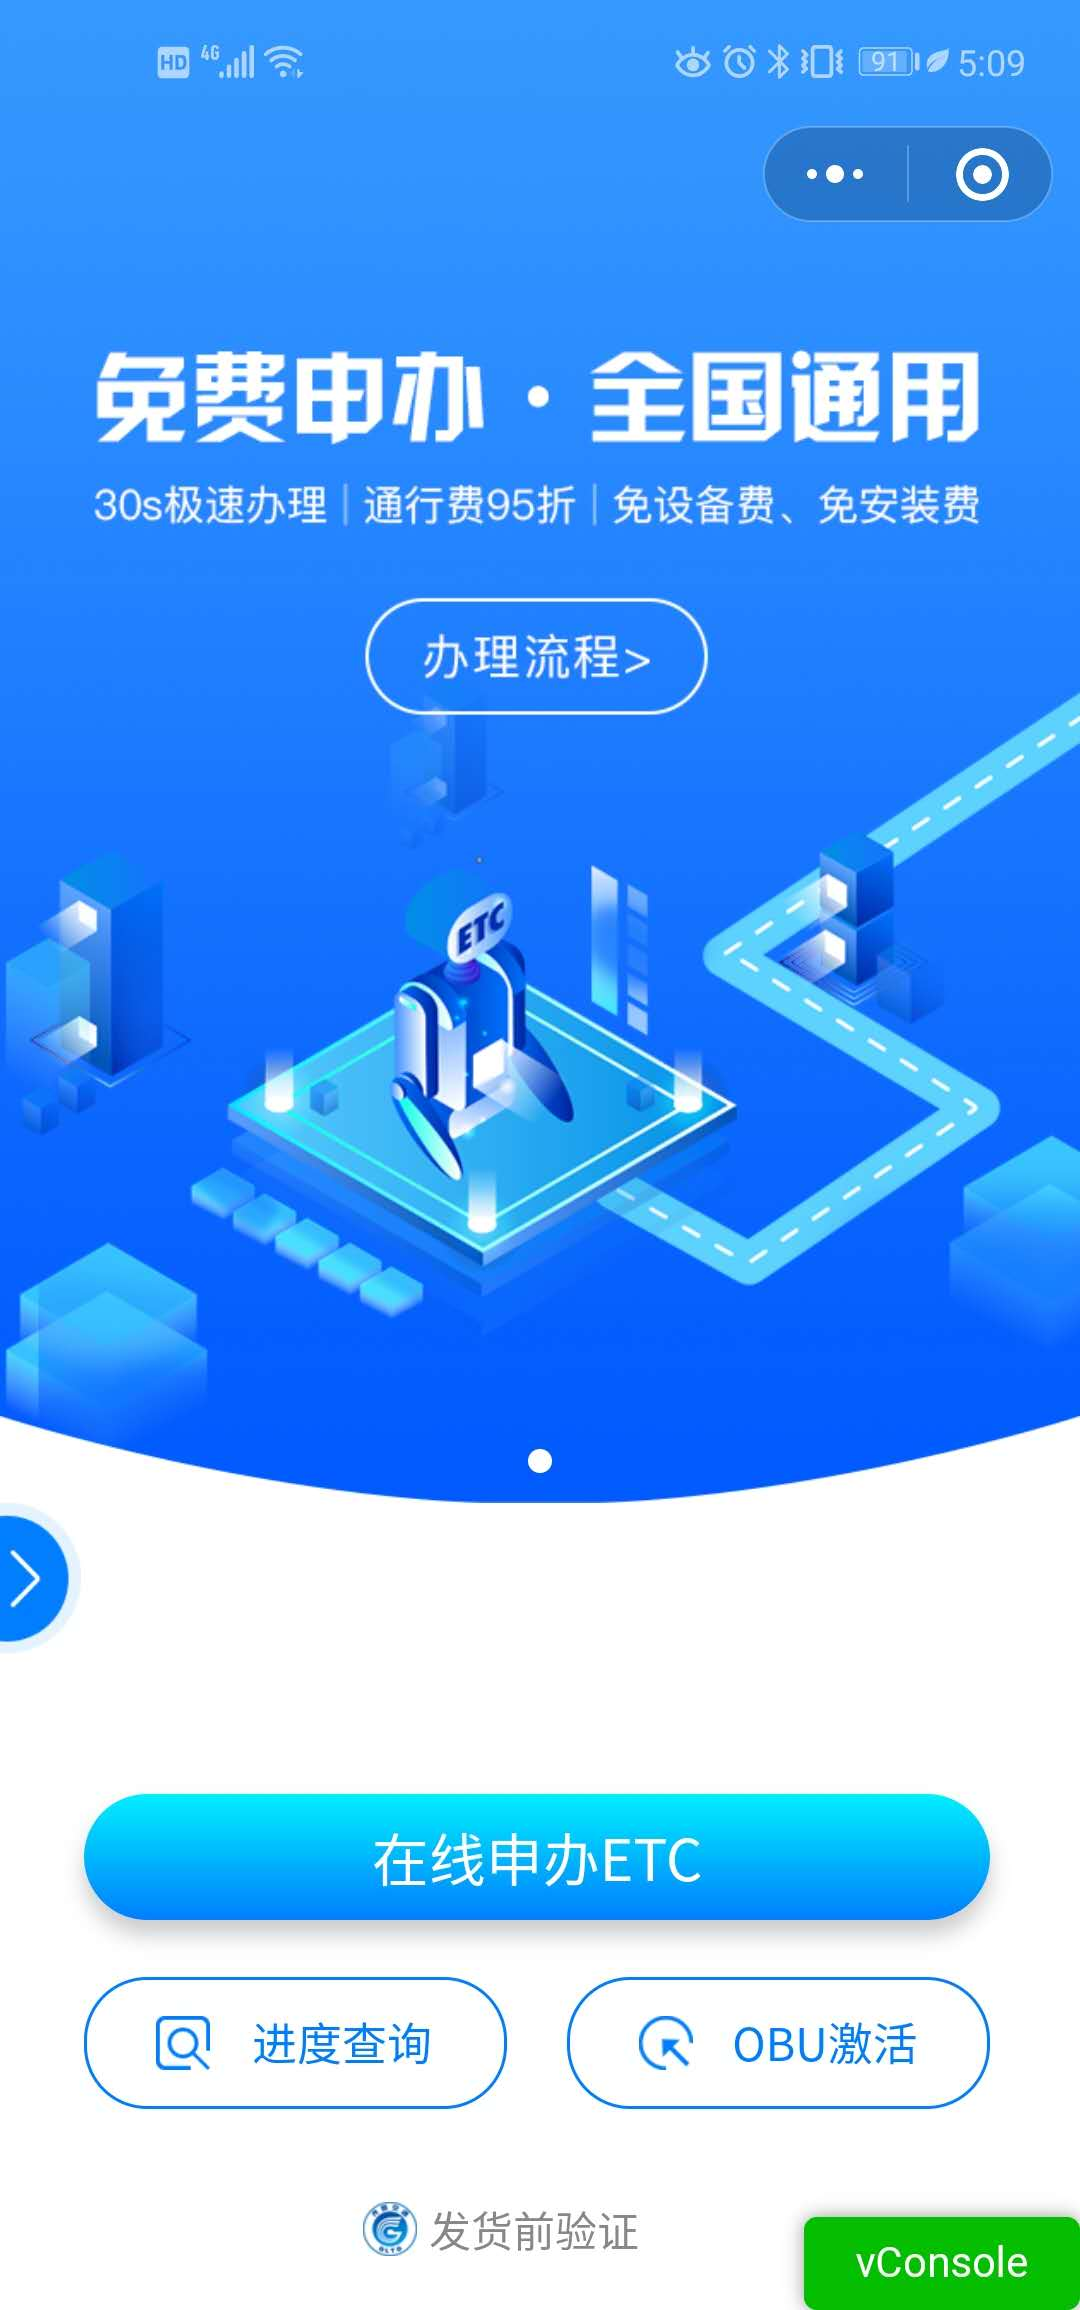 HD 4G 91 5:09
免费申办·全国通用
30s极速办理|通行费95折|免设备费、免安装费
办理流程>
ETC
在线申办ETC
进度查询
OBU激活
发货前验证
vConsole